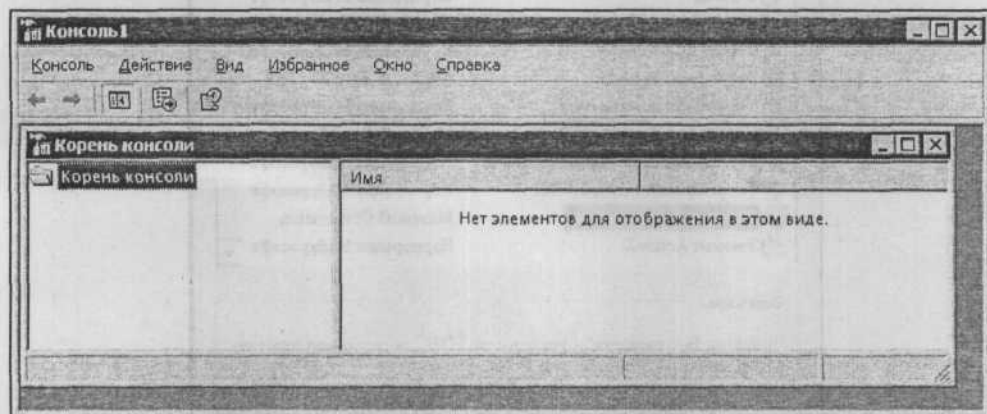 Консоль1
Консоль Действие Вид Избранное Окно Справка
Корень консоли
Корень консоли
Имя
Нет элементов для отображения в этом виде.